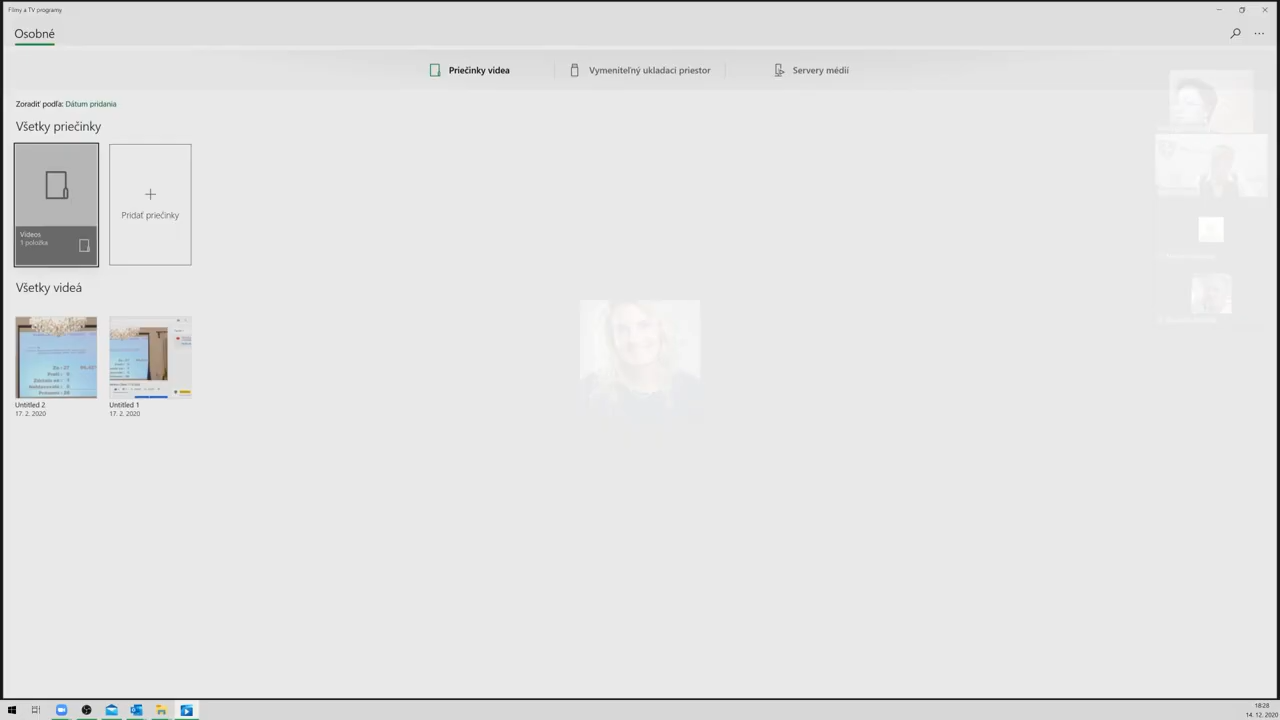 Filmy a TV programy
Osobné
Priečinky videa
Vymeniteľný ukladací priestor
Servery médií
Zoradiť podľa: Dátum pridania
Všetky priečinky
Videos
1 položka
Pridať priečinky
Všetky videá
Untitled 2
17. 2. 2020
Untitled 1
17. 2. 2020
18:28
14. 12. 2020